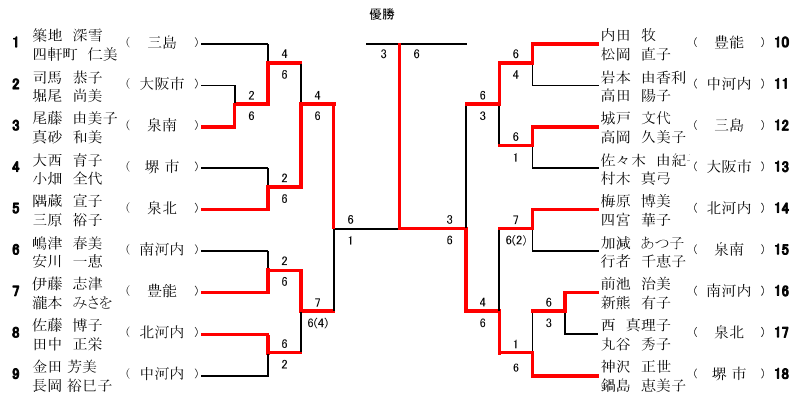 優勝
3 6
1 築地 深雪 ( 三島 )
四軒町 仁美
2 司馬 恭子 ( 大阪市 )
堀尾 尚美
3 尾藤 由美子 ( 泉南 )
真砂 和美
4 大西 育子 ( 堺 市 )
小畑 全代
5 隅蔵 宣子 ( 泉北 )
三原 裕子
6 嶋津 春美 ( 南河内 )
安川 一恵
7 伊藤 志津 ( 豊能 )
瀧本 みさを
8 佐藤 博子 ( 北河内 )
田中 正栄
9 金田 芳美 ( 中河内 )
長岡 裕巳子
4
6
2
6
4
6
2
6
6
1
2
6
7
6(4)
6
2
6
4
6
3
6
1
3
6
7
6(2)
4
6
6
3
1
6
内田 牧 ( 豊能 ) 10
松岡 直子
岩本 由香利 ( 中河内 ) 11
高田 陽子
城戸 文代 ( 三島 ) 12
高岡 久美子
佐々木 由紀 ( 大阪市 ) 13
村木 真弓
梅原 博美 ( 北河内 ) 14
四宮 華子
加減 あつ子 ( 泉南 ) 15
行者 千恵子
前池 治美 ( 南河内 ) 16
新熊 有子
西 真理子 ( 泉北 ) 17
丸谷 秀子
神沢 正世 ( 堺 市 ) 18
鍋島 恵美子